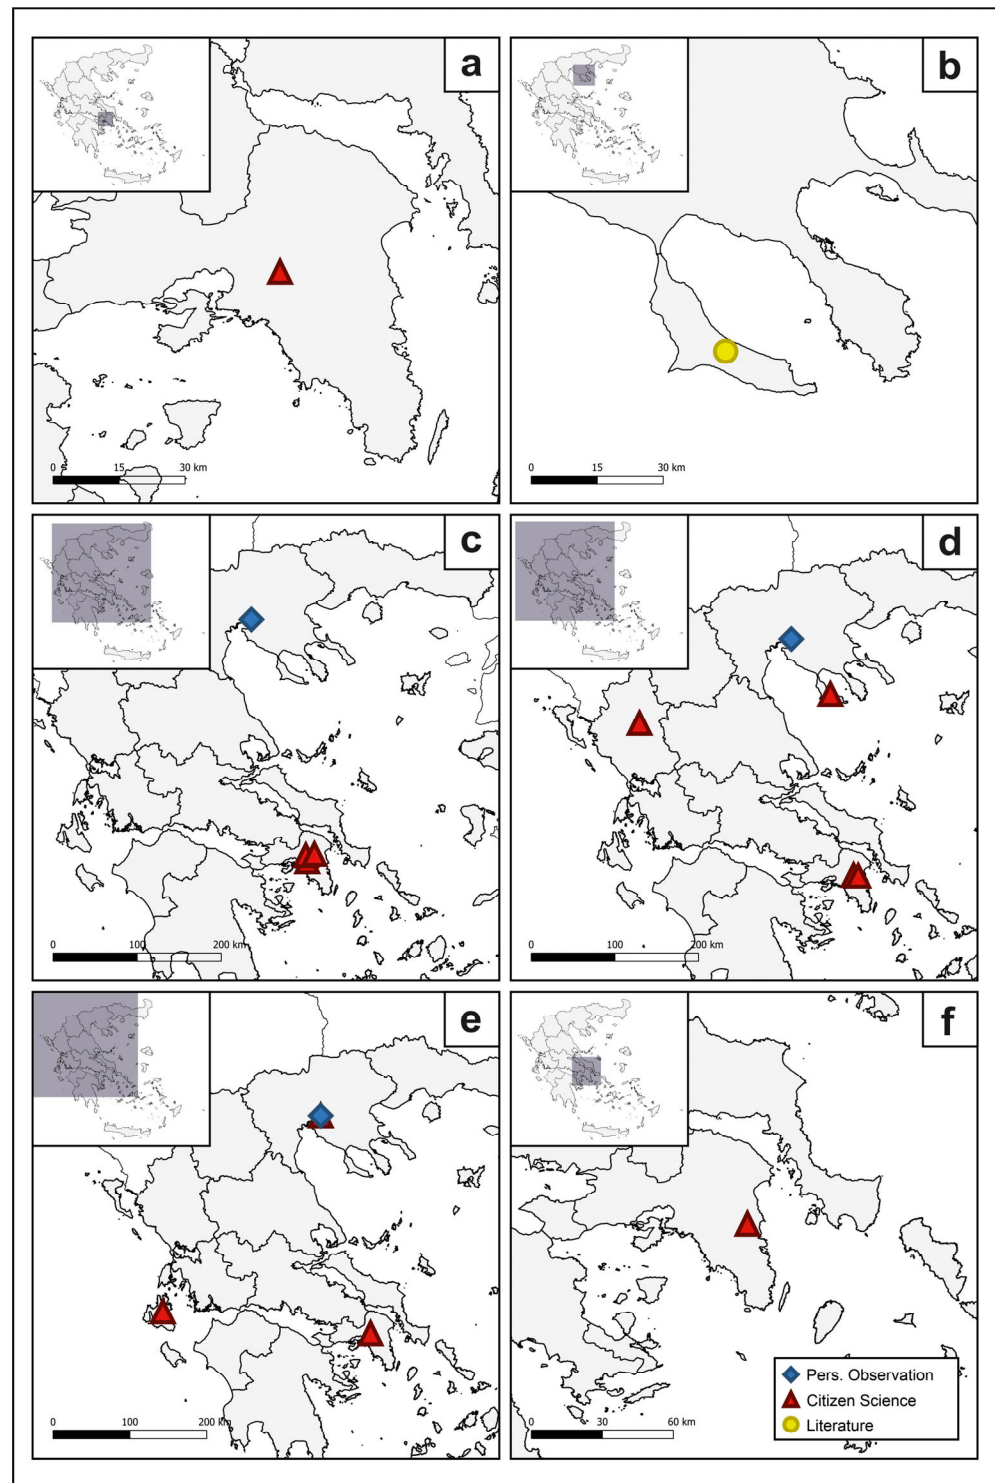 a
0 15 30 km
b
0 15 30 km
c
0 100 200 km
d
0 100 200 km
e
0 100 200 km
f
0 30 60 km
Pers. Observation
Citizen Science
Literature